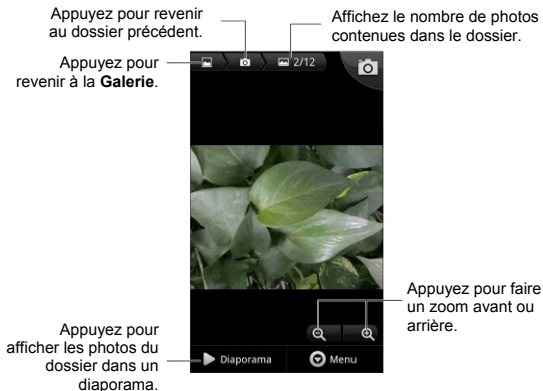 Appuyez pour revenir
au dossier précédent.
Affichez le nombre de photos
contenues dans le dossier.
Appuyez pour
revenir à la Galerie.
2/12
Appuyez pour faire
un zoom avant ou
arrière.
Appuyez pour
afficher les photos du
dossier dans un
diaporama.
Diaporama
Menu